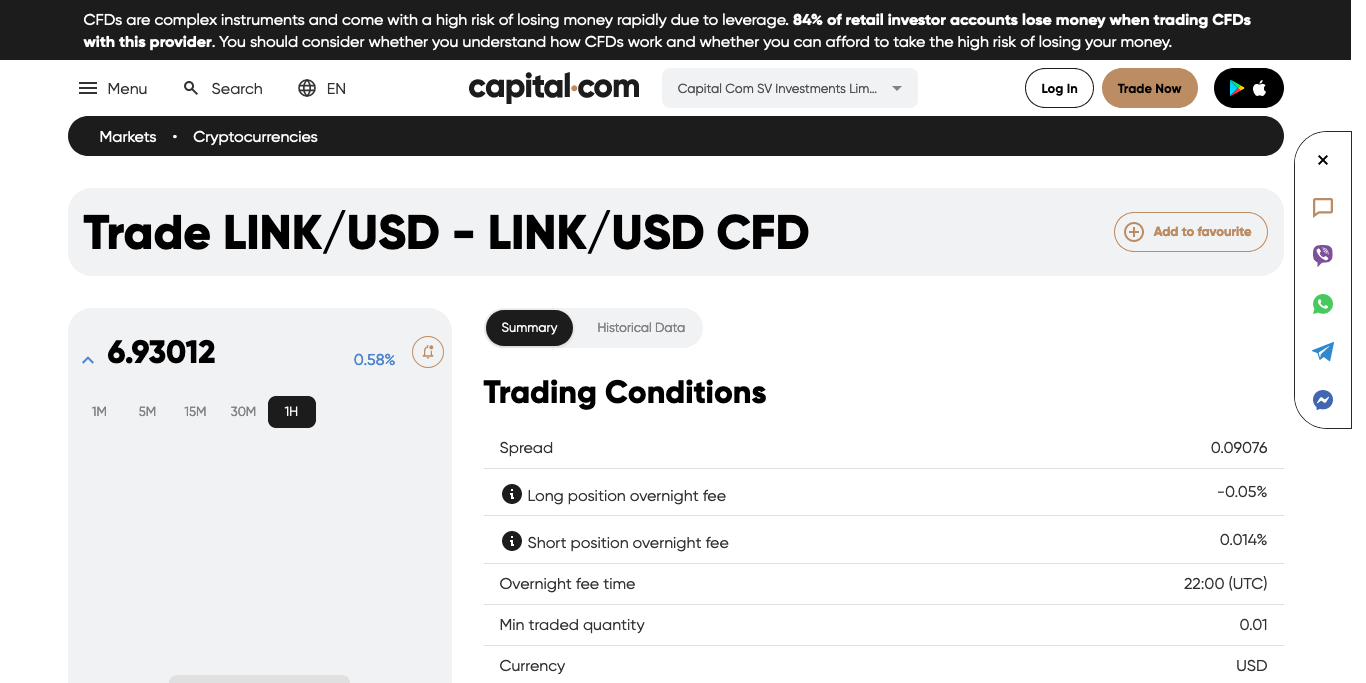 CFDs are complex instruments and come with a high risk of losing money rapidly due to leverage. 84% of retail investor accounts lose money when trading CFDs
with this provider. You should consider whether you understand how CFDs work and whether you can afford to take the high risk of losing your money.
Menu Search EN capital.com Capital Com SV Investments Lim... Log In Trade Now
Markets • Cryptocurrencies
Trade LINK/USD - LINK/USD CFD Add to favourite
6.93012 0.58%
1M 5M 15M 30M 1H
Summary Historical Data
Trading Conditions
Spread 0.09076
Long position overnight fee -0.05%
Short position overnight fee 0.014%
Overnight fee time 22:00 (UTC)
Min traded quantity 0.01
Currency USD